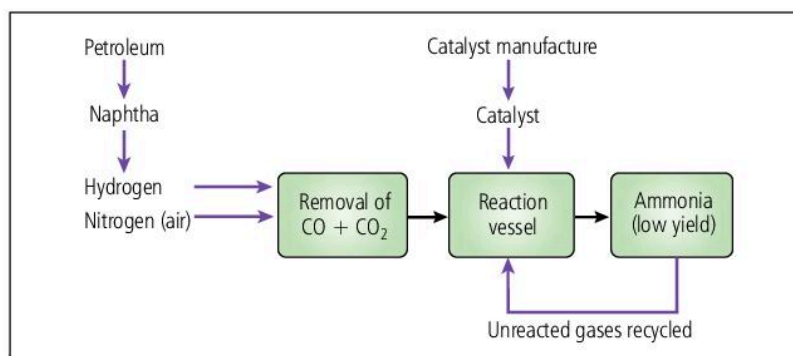 Petroleum
Catalyst manufacture
Naphtha
Catalyst
Hydrogen
Nitrogen (air)
Removal of
CO + CO₂
Reaction
vessel
Ammonia
(low yield)
Unreacted gases recycled